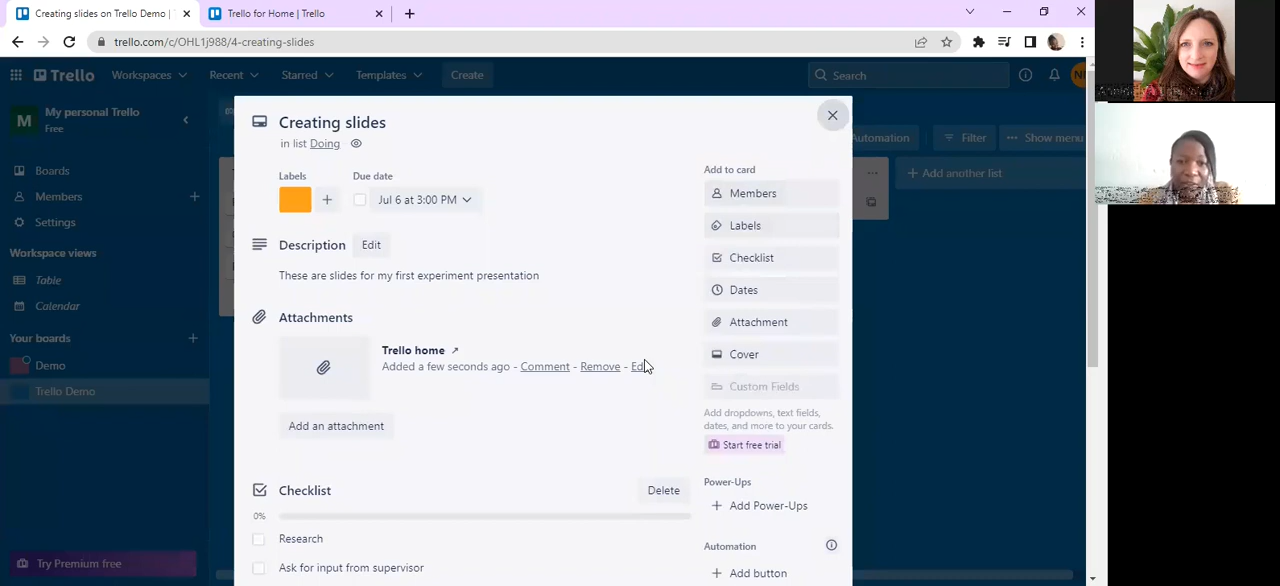 Creating slides on Trello Demo |
Trello for Home | Trello
trello.com/c/OHL1j988/4-creating-slides
Trello
Workspaces
Recent
Starred
Templates
Create
Search
My personal Trello
Free
M
Boards
Members
Settings
Workspace views
Table
Calendar
Your boards
Demo
Trello Demo
Try Premium free
Automation
Filter
Show menu
Add another list
Creating slides
in list Doing
Labels
Due date
Jul 6 at 3:00 PM
Description
Edit
These are slides for my first experiment presentation
Attachments
Trello home
Added a few seconds ago - Comment - Remove -
Add an attachment
Checklist
Delete
0%
Research
Ask for input from supervisor
Add to card
Members
Labels
Checklist
Dates
Attachment
Cover
Custom Fields
Add dropdowns, text fields,
dates, and more to your cards.
Start free trial
Power-Ups
Add Power-Ups
Automation
Add button